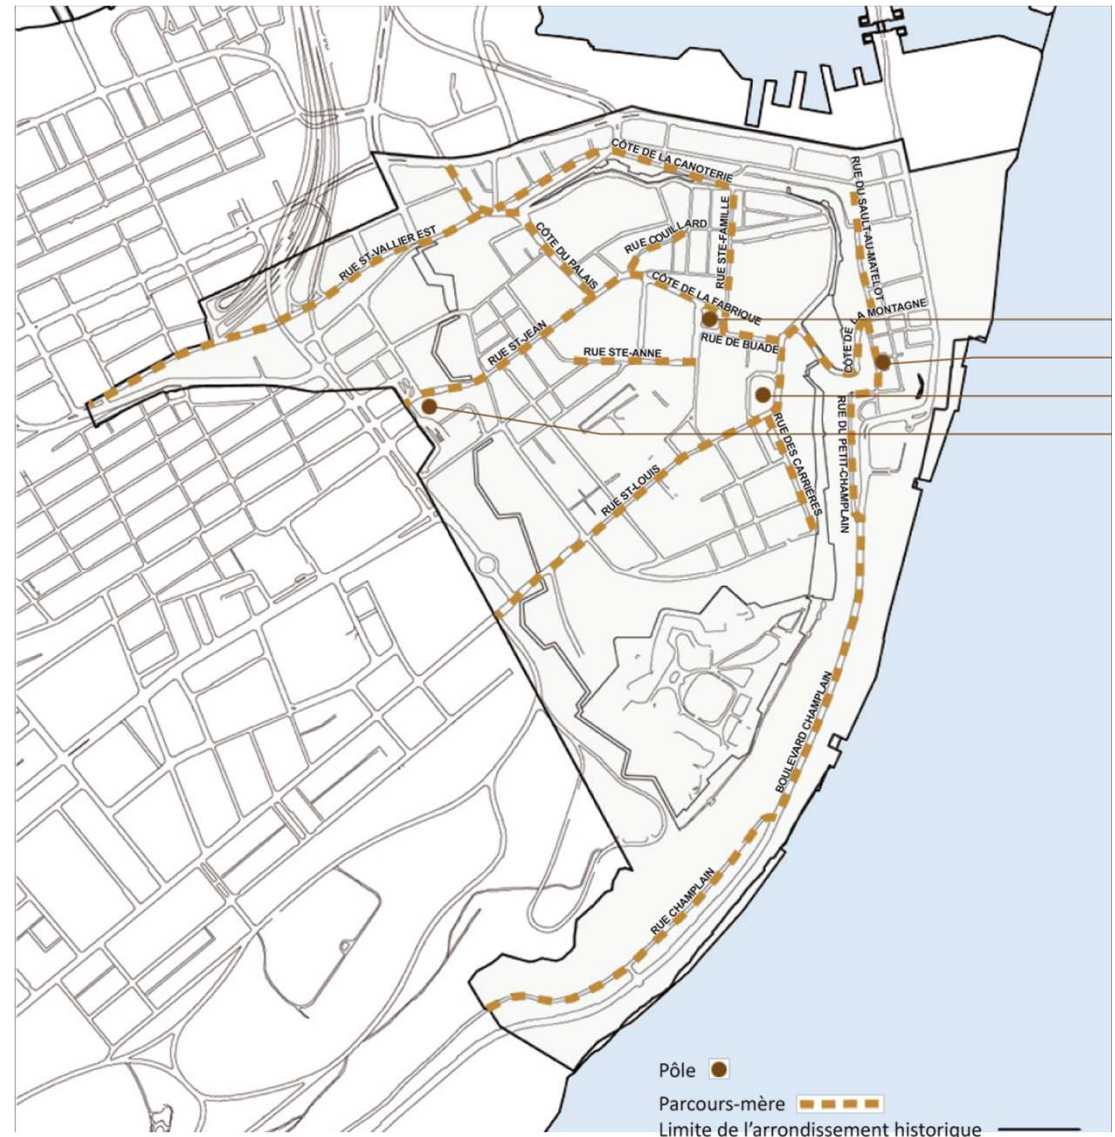 CÔTE DE LA CANOTERIE
RUE DU SAULT-AU-MATELOT
RUE ST-VALLIER EST
CÔTE DU PALAIS
RUE COUILLARD
RUE STE-FAMILLE
CÔTE DE LA FABRIQUE
CÔTE DE LA MONTAGNE
RUE ST-JEAN
RUE DE BUADE
RUE STE-ANNE
RUE DU PETIT-CHAMPLAIN
RUE DES CARRIÈRES
RUE ST-LOUIS
BOULEVARD CHAMPLAIN
RUE CHAMPLAIN
Pôle
Parcours-mère
Limite de l'arrondissement historique